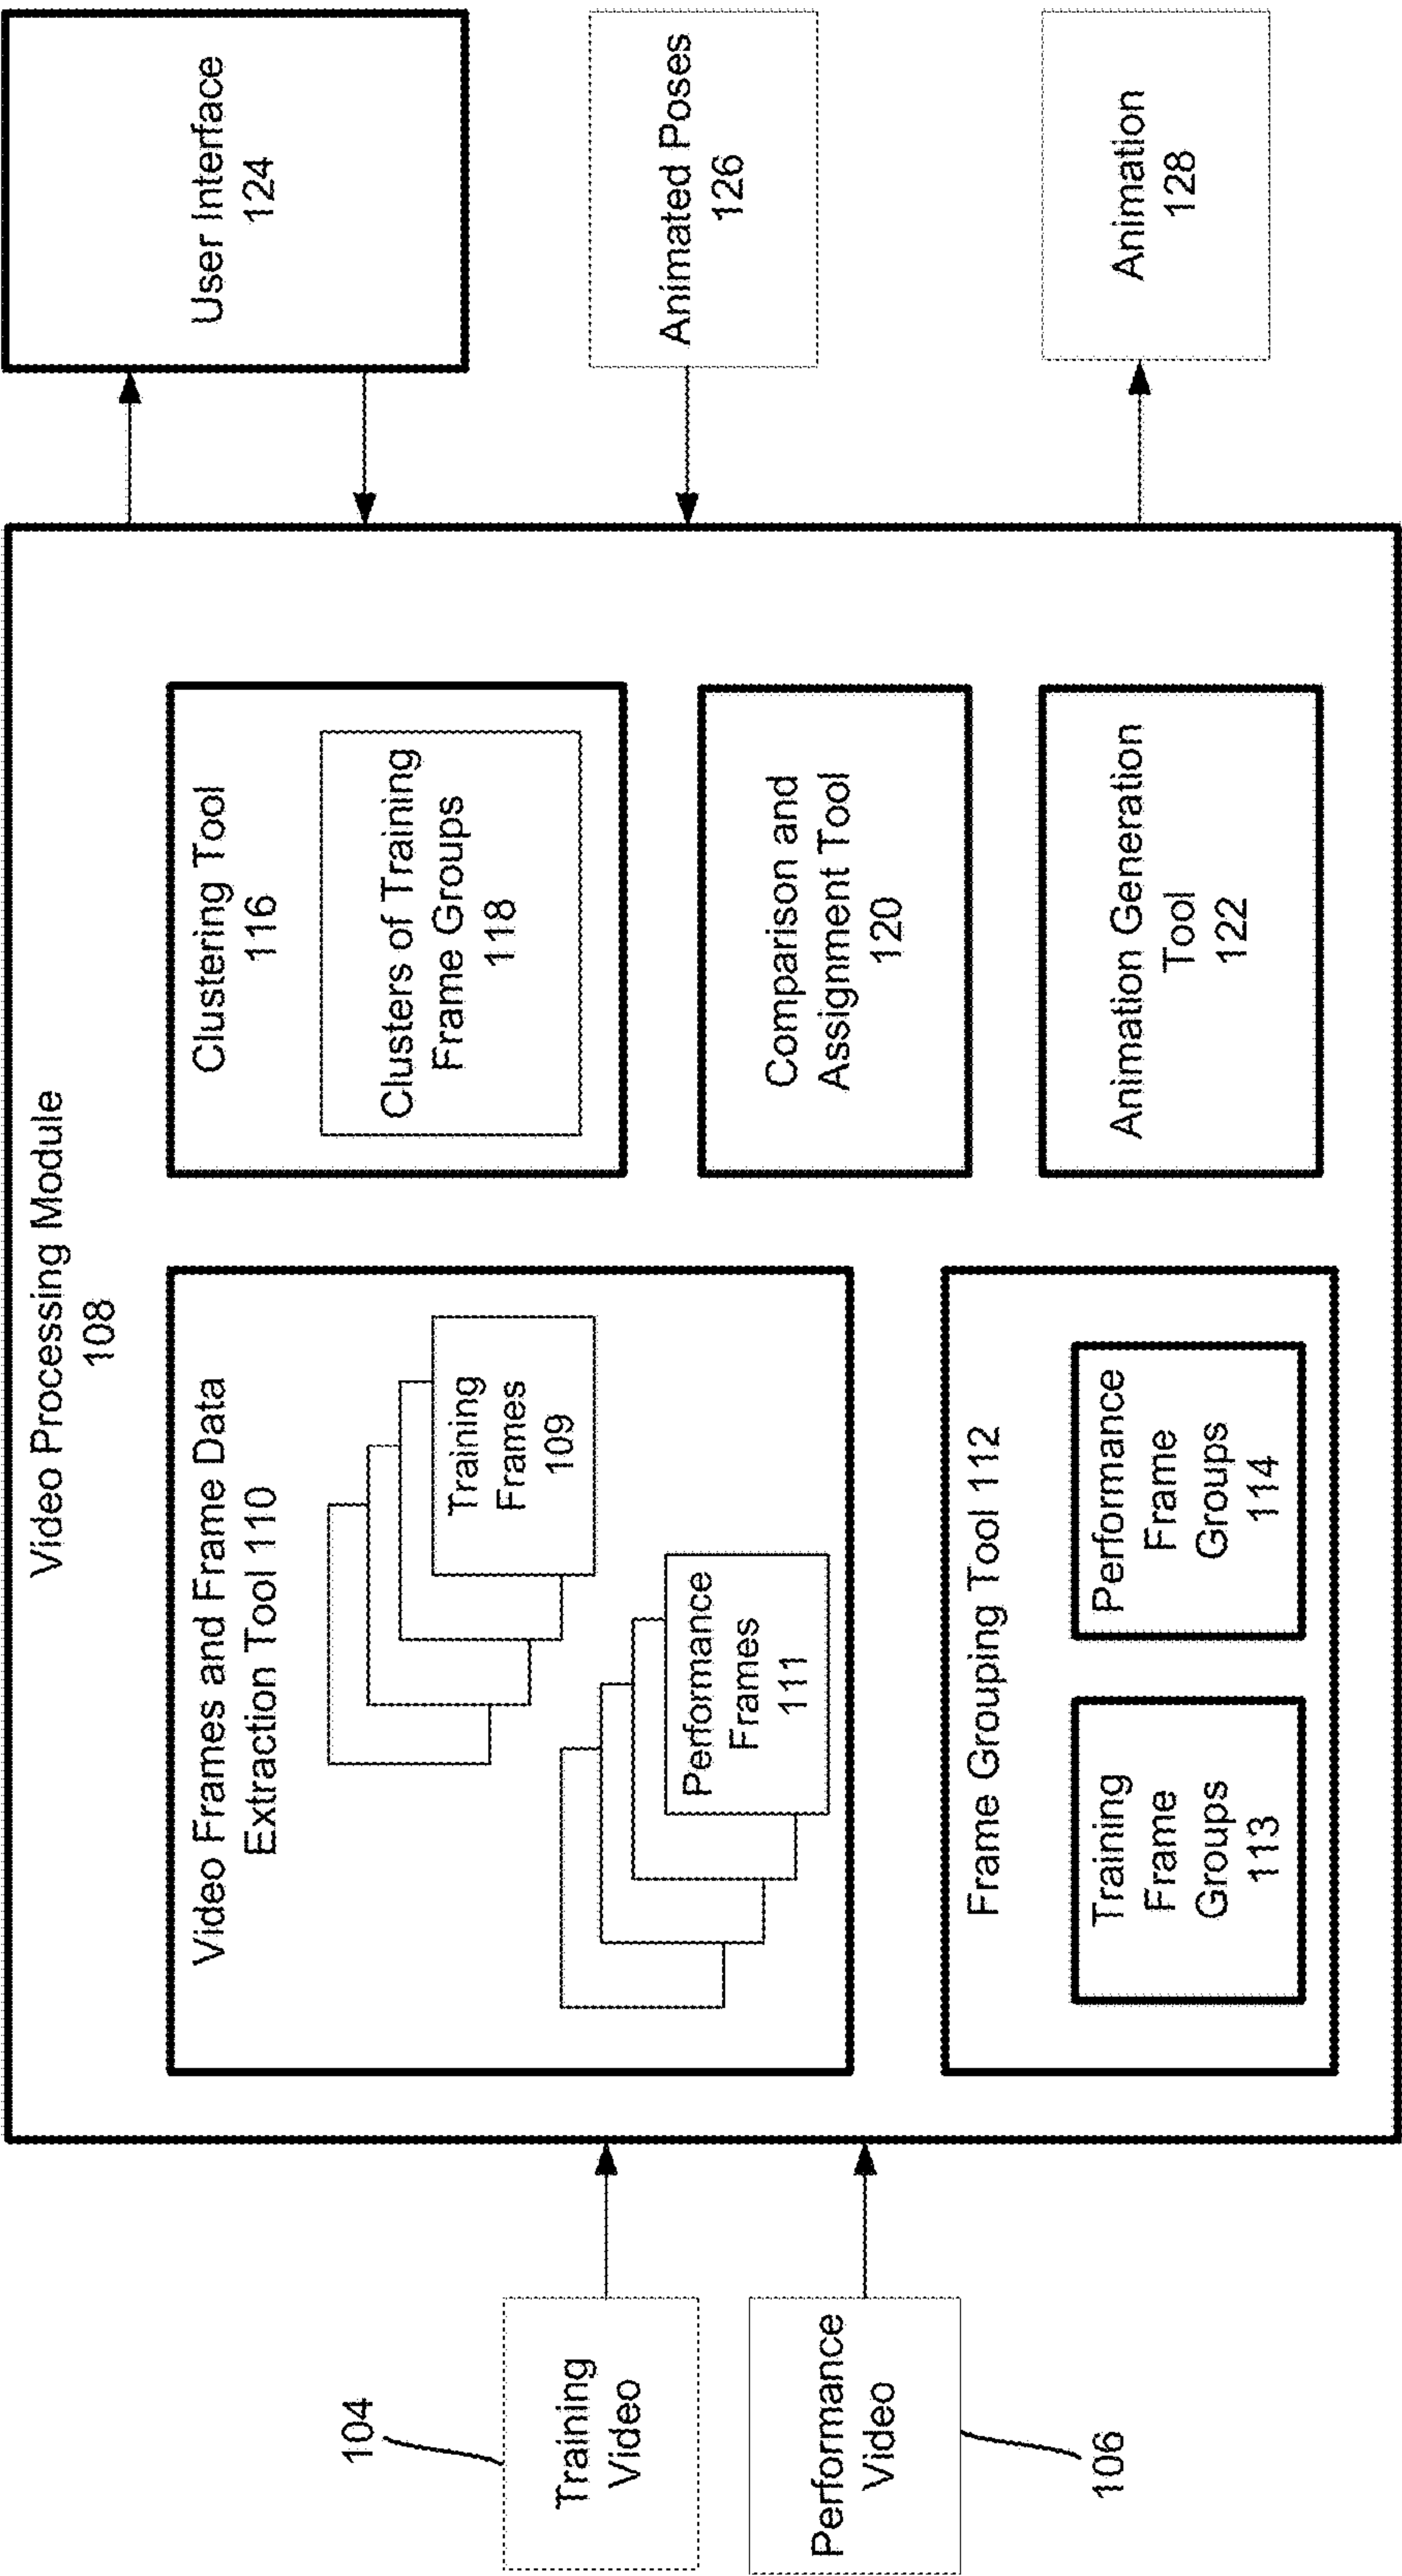 104
Training
Video
Performance
Video
106
Video Processing Module
108
Video Frames and Frame Data
Extraction Tool 110
Training
Frames
109
Performance
Frames
111
Frame Grouping Tool 112
Training
Frame
Groups
113
Performance
Frame
Groups
114
Clustering Tool
116
Clusters of Training
Frame Groups
118
Comparison and
Assignment Tool
120
Animation Generation
Tool
122
User Interface
124
Animated Poses
126
Animation
128